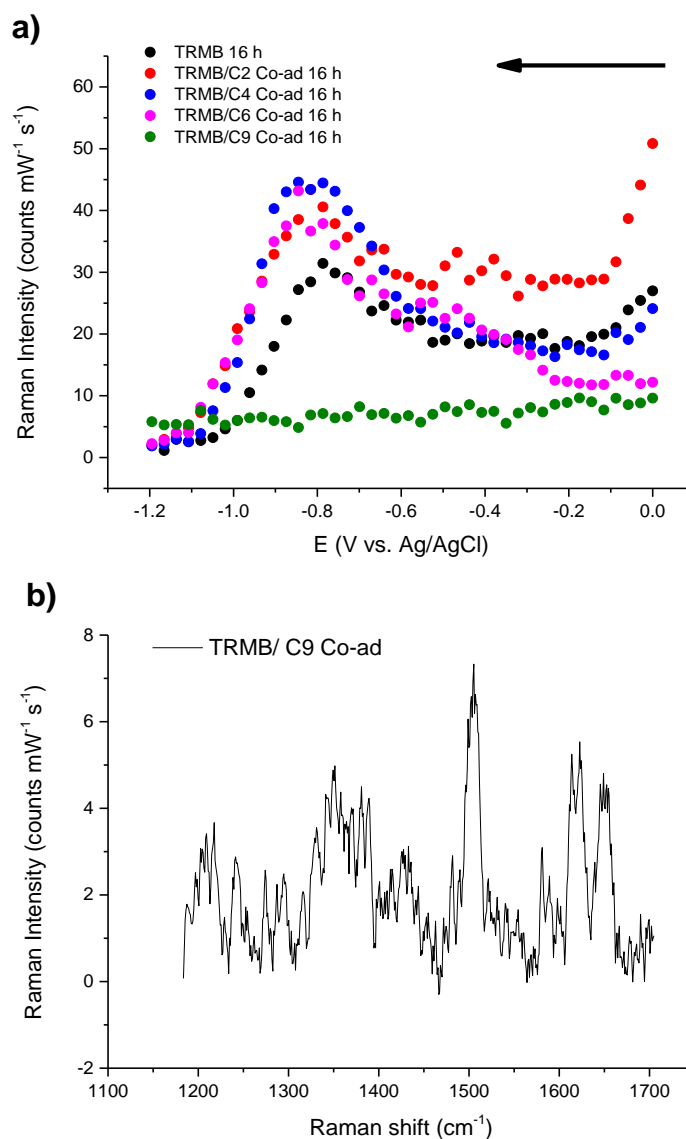 a)
TRMB 16 h
TRMB/C2 Co-ad 16 h
TRMB/C4 Co-ad 16 h
TRMB/C6 Co-ad 16 h
TRMB/C9 Co-ad 16 h
Raman Intensity (counts mW⁻¹ s⁻¹)
60
50
40
30
20
10
0
-1.2 -1.0 -0.8 -0.6 -0.4 -0.2 0.0
E (V vs. Ag/AgCl)
b)
TRMB/ C9 Co-ad
Raman Intensity (counts mW⁻¹ s⁻¹)
8
6
4
2
0
-2
1100 1200 1300 1400 1500 1600 1700
Raman shift (cm⁻¹)